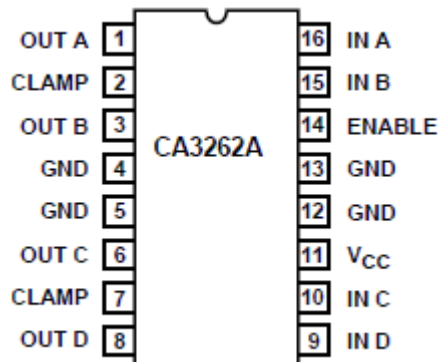 OUT A 1 16 IN A
CLAMP 2 15 IN B
OUT B 3 14 ENABLE
CA3262A
GND 4 13 GND
GND 5 12 GND
OUT C 6 11 VCC
CLAMP 7 10 IN C
OUT D 8 9 IN D